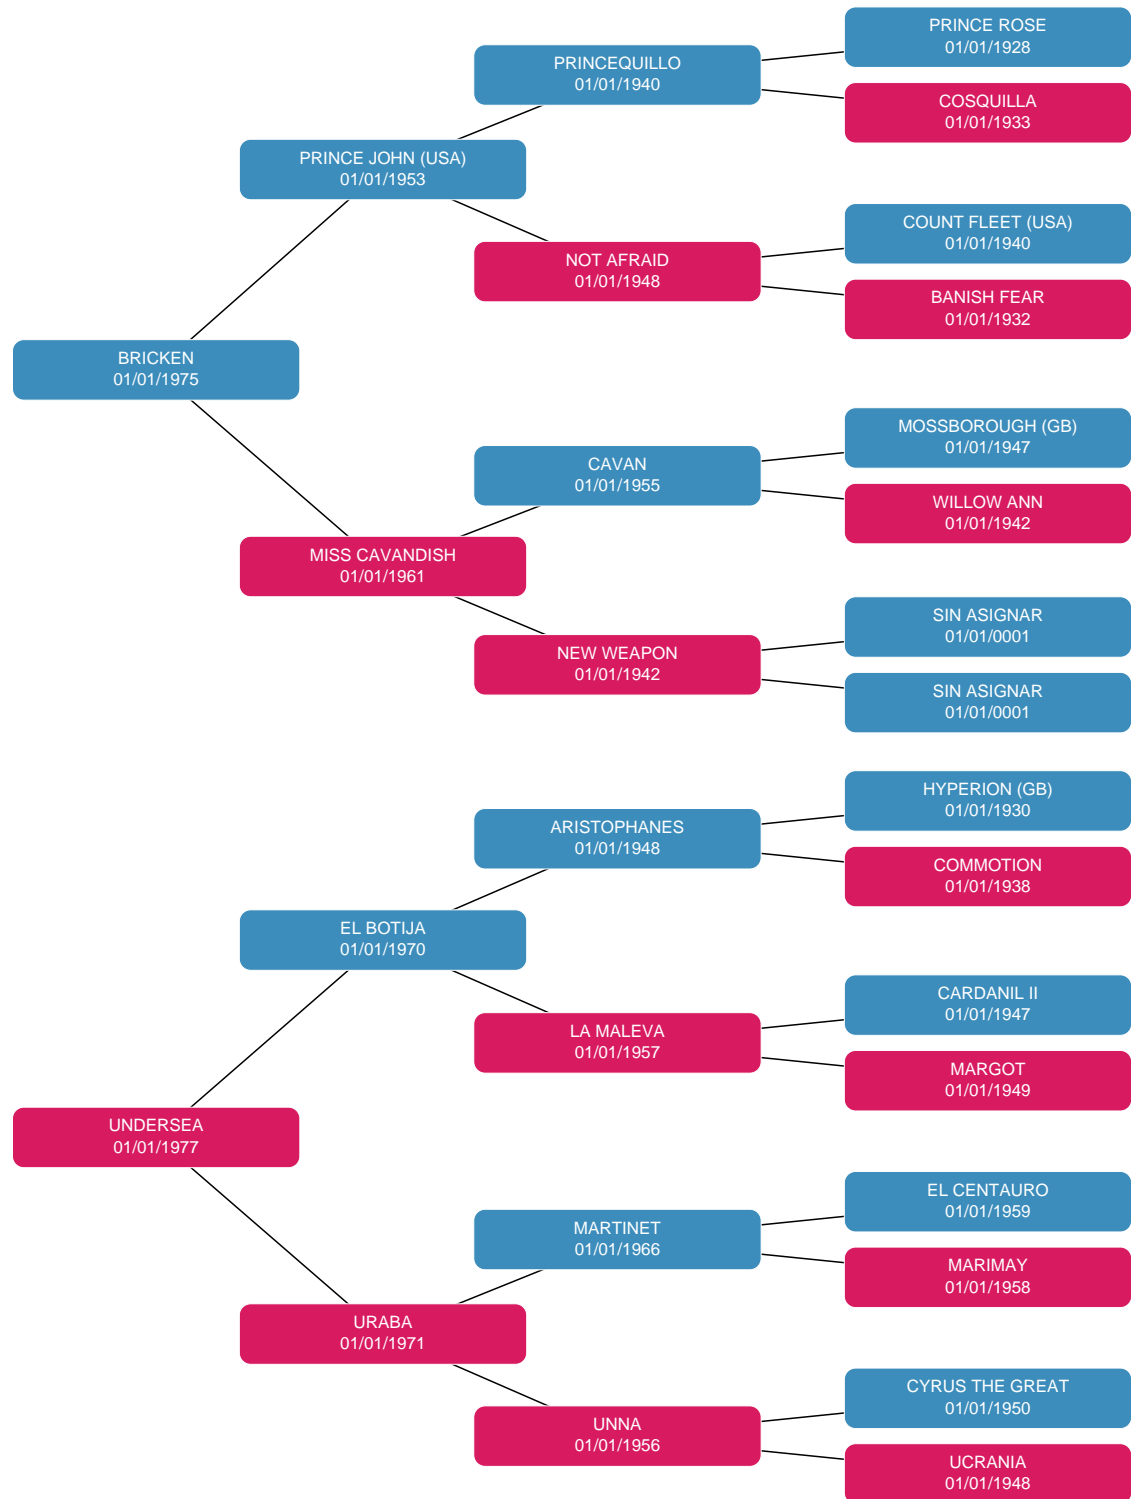 PRINCE ROSE
01/01/1928
PRINCEQUILLO
01/01/1940
COSQUILLA
01/01/1933
PRINCE JOHN (USA)
01/01/1953
COUNT FLEET (USA)
01/01/1940
NOT AFRAID
01/01/1948
BANISH FEAR
01/01/1932
BRICKEN
01/01/1975
MOSSBOROUGH (GB)
01/01/1947
CAVAN
01/01/1955
WILLOW ANN
01/01/1942
MISS CAVANDISH
01/01/1961
SIN ASIGNAR
01/01/0001
NEW WEAPON
01/01/1942
SIN ASIGNAR
01/01/0001
HYPERION (GB)
01/01/1930
ARISTOPHANES
01/01/1948
COMMOTION
01/01/1938
EL BOTIJA
01/01/1970
CARDANIL II
01/01/1947
LA MALEVA
01/01/1957
MARGOT
01/01/1949
UNDERSEA
01/01/1977
EL CENTAURO
01/01/1959
MARTINET
01/01/1966
MARIMAY
01/01/1958
URABA
01/01/1971
CYRUS THE GREAT
01/01/1950
UNNA
01/01/1956
UCRANIA
01/01/1948